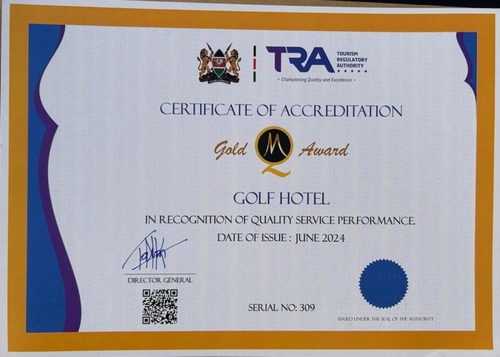 TRA TOURISM
REGULATORY
AUTHORITY
~ Championing Quality and Excellence ~
CERTIFICATE OF ACCREDITATION
Gold MQ Award
GOLF HOTEL
IN RECOGNITION OF QUALITY SERVICE PERFORMANCE.
DATE OF ISSUE : JUNE 2024
DIRECTOR GENERAL
SERIAL NO: 309
ISSUED UNDER THE SEAL OF THE AUTHORITY